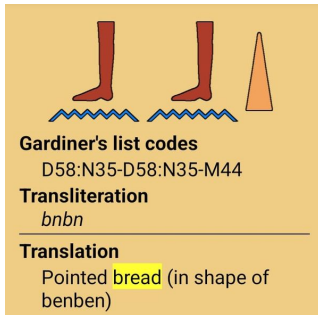 Gardiner's list codes
D58:N35-D58:N35-M44
Transliteration
bnbn
Translation
Pointed bread (in shape of
benben)